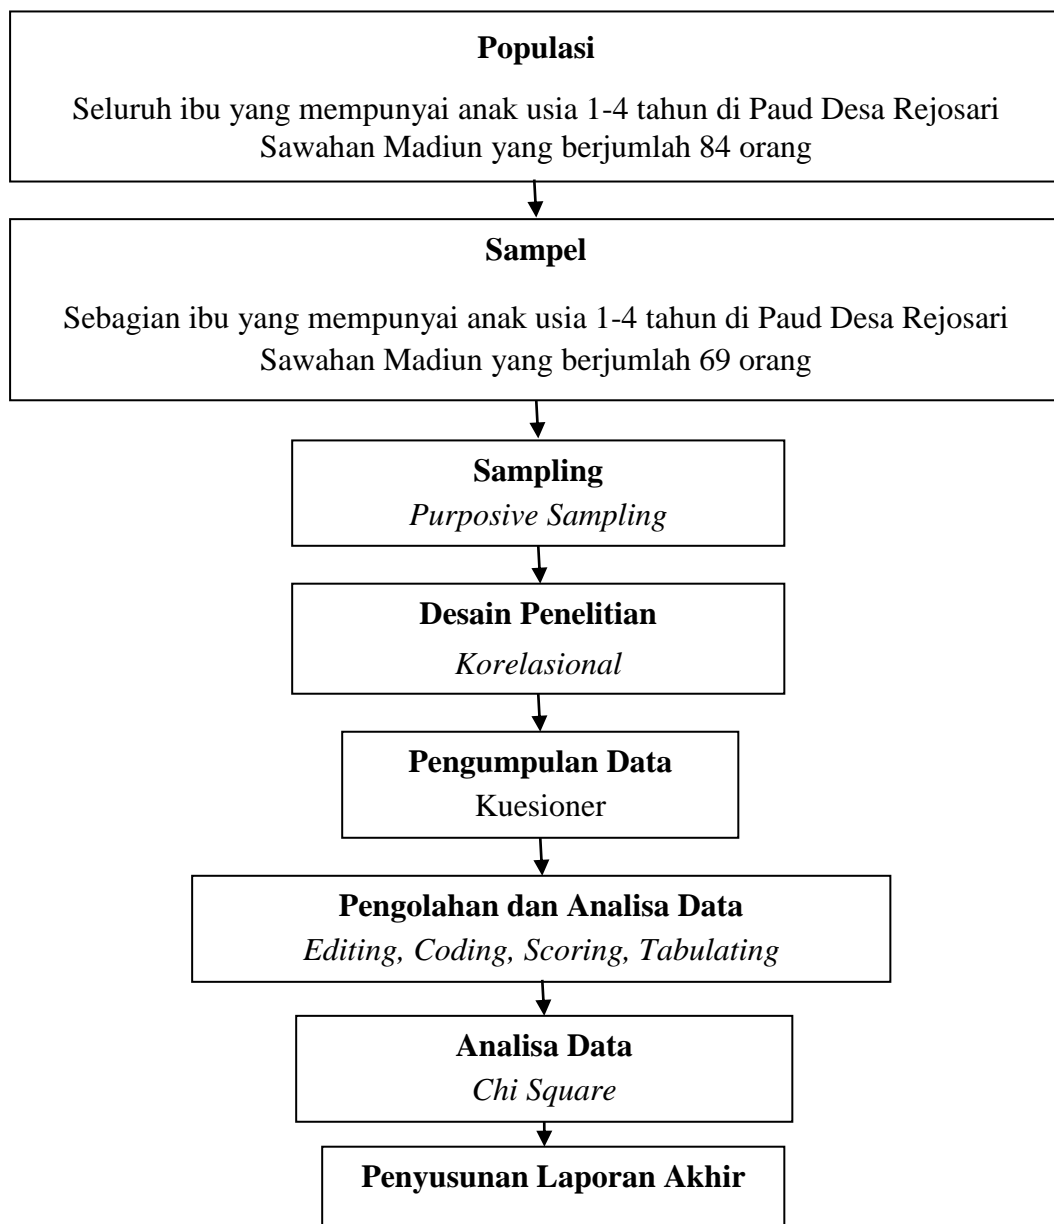 Populasi
Seluruh ibu yang mempunyai anak usia 1-4 tahun di Paud Desa Rejosari
Sawahan Madiun yang berjumlah 84 orang
Sampel
Sebagian ibu yang mempunyai anak usia 1-4 tahun di Paud Desa Rejosari
Sawahan Madiun yang berjumlah 69 orang
Sampling
Purposive Sampling
Desain Penelitian
Korelasional
Pengumpulan Data
Kuesioner
Pengolahan dan Analisa Data
Editing, Coding, Scoring, Tabulating
Analisa Data
Chi Square
Penyusunan Laporan Akhir